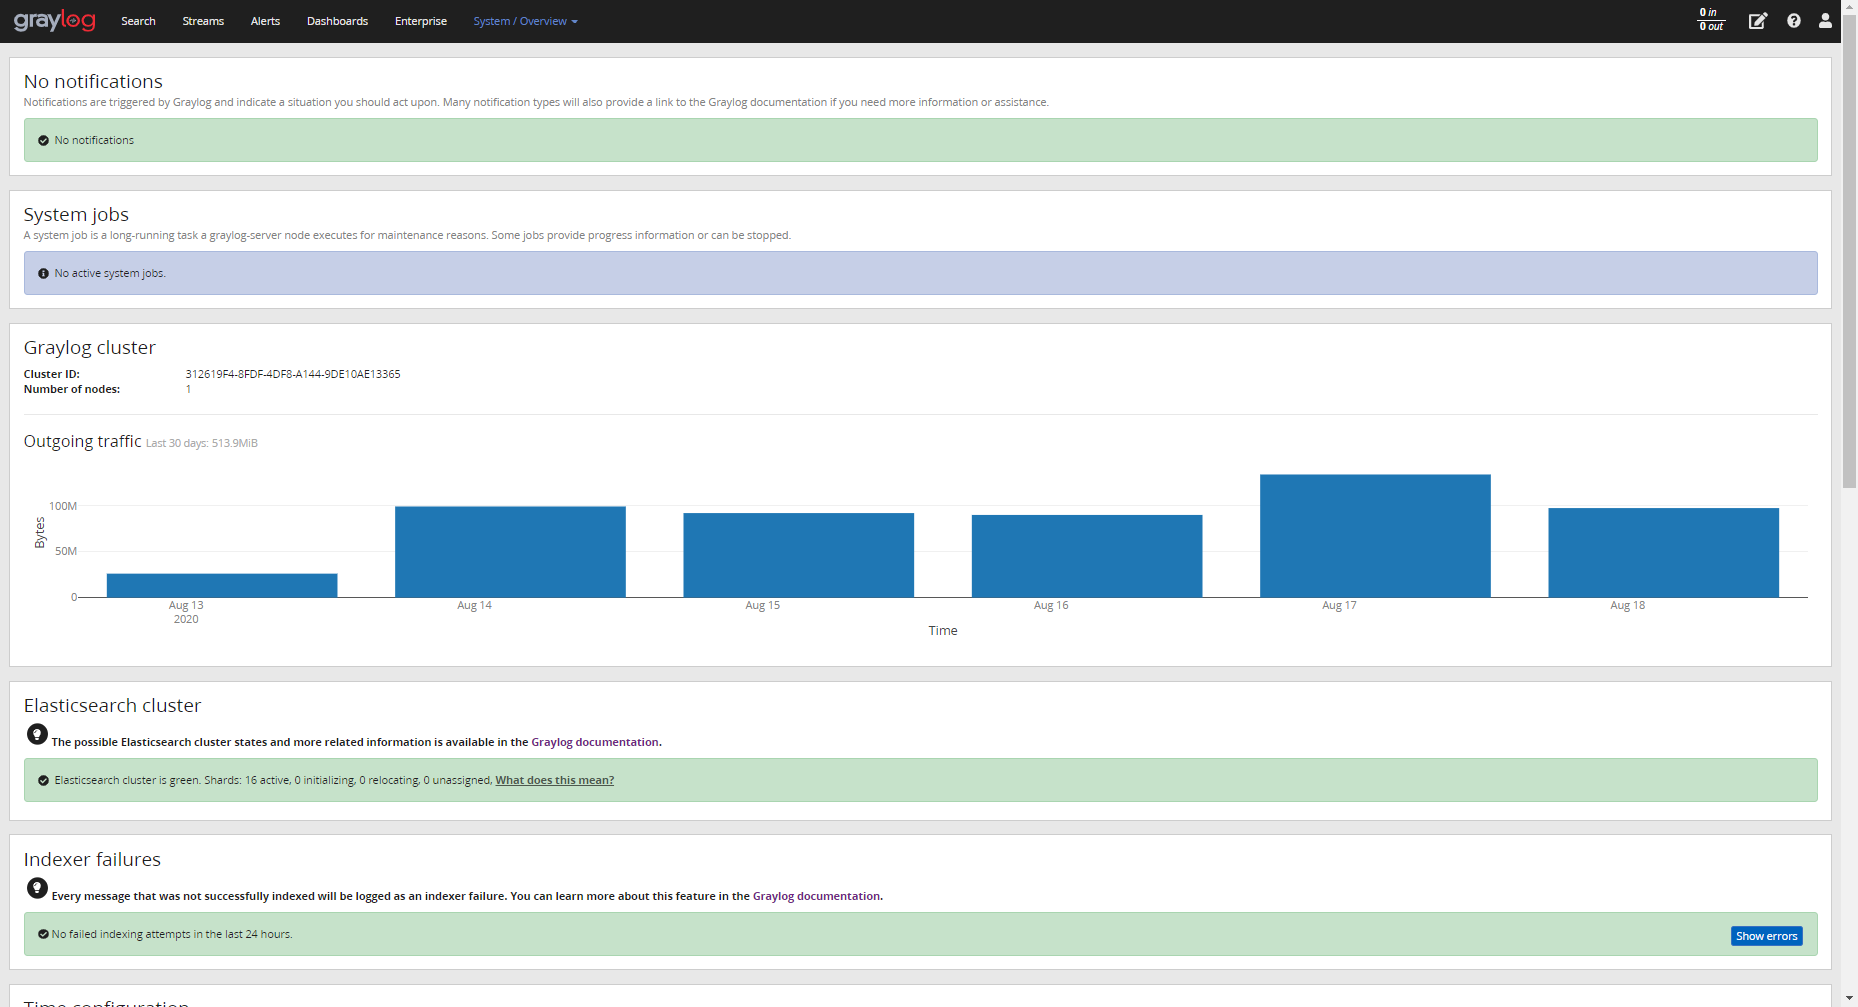 graylog Search Streams Alerts Dashboards Enterprise System / Overview 0 in
0 out
No notifications
Notifications are triggered by Graylog and indicate a situation you should act upon. Many notification types will also provide a link to the Graylog documentation if you need more information or assistance.
No notifications
System jobs
A system job is a long-running task a graylog-server node executes for maintenance reasons. Some jobs provide progress information or can be stopped.
No active system jobs.
Graylog cluster
Cluster ID: 312619F4-8FDF-4DF8-A144-9DE10AE13365
Number of nodes: 1
Outgoing traffic Last 30 days: 513.9MiB
100M
50M
0
Bytes
Aug 13 Aug 14 Aug 15 Aug 16 Aug 17 Aug 18
2020
Time
Elasticsearch cluster
The possible Elasticsearch cluster states and more related information is available in the Graylog documentation.
Elasticsearch cluster is green. Shards: 16 active, 0 initializing, 0 relocating, 0 unassigned, What does this mean?
Indexer failures
Every message that was not successfully indexed will be logged as an indexer failure. You can learn more about this feature in the Graylog documentation.
No failed indexing attempts in the last 24 hours. Show errors
Time configuration